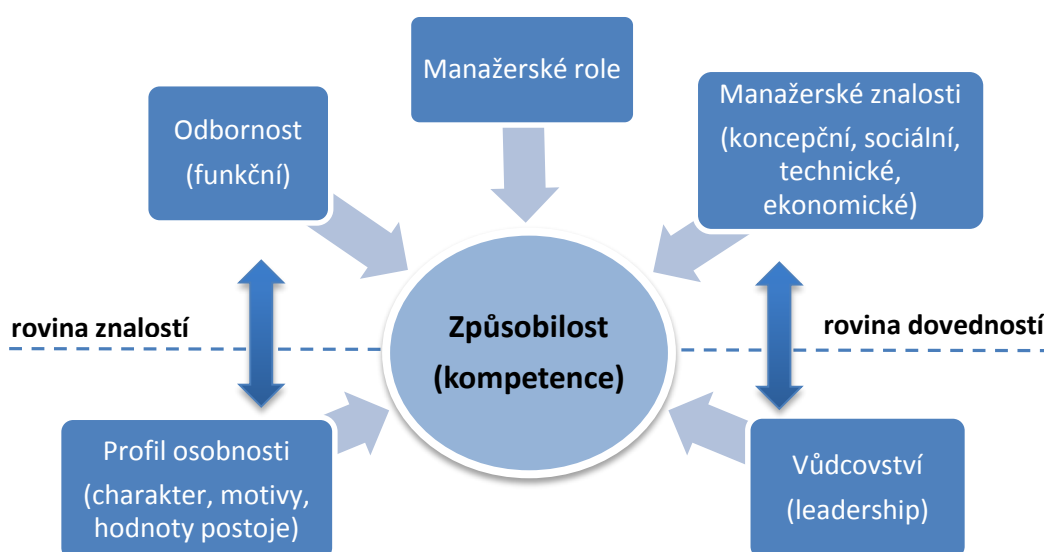 Manažerské role
Odbornost
(funkční)
Manažerské znalosti
(koncepční, sociální,
technické,
ekonomické)
rovina znalostí
Způsobilost
(kompetence)
rovina dovedností
Profil osobnosti
(charakter, motivy,
hodnoty postoje)
Vůdcovství
(leadership)